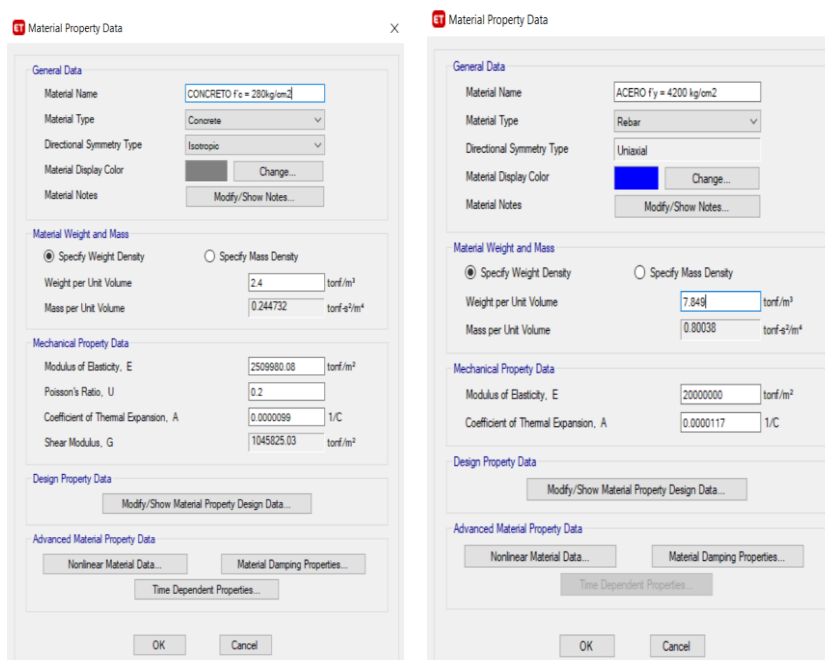 ET Material Property Data X
General Data
Material Name CONCRETO f'c = 280kg/cm2
Material Type Concrete
Directional Symmetry Type Isotropic
Material Display Color Change...
Material Notes Modify/Show Notes...
Material Weight and Mass
Specify Weight Density Specify Mass Density
Weight per Unit Volume 2.4 tonf/m³
Mass per Unit Volume 0.244732 tonf-s²/m⁴
Mechanical Property Data
Modulus of Elasticity, E 2509980.08 tonf/m²
Poisson's Ratio, U 0.2
Coefficient of Thermal Expansion, A 0.0000099 1/C
Shear Modulus, G 1045825.03 tonf/m²
Design Property Data
Modify/Show Material Property Design Data...
Advanced Material Property Data
Nonlinear Material Data... Material Damping Properties...
Time Dependent Properties...
OK Cancel
ET Material Property Data
General Data
Material Name ACERO f'y = 4200 kg/cm2
Material Type Rebar
Directional Symmetry Type Uniaxial
Material Display Color Change...
Material Notes Modify/Show Notes...
Material Weight and Mass
Specify Weight Density Specify Mass Density
Weight per Unit Volume 7.849 tonf/m³
Mass per Unit Volume 0.80038 tonf-s²/m⁴
Mechanical Property Data
Modulus of Elasticity, E 20000000 tonf/m²
Coefficient of Thermal Expansion, A 0.0000117 1/C
Design Property Data
Modify/Show Material Property Design Data...
Advanced Material Property Data
Nonlinear Material Data... Material Damping Properties...
Time Dependent Properties...
OK Cancel